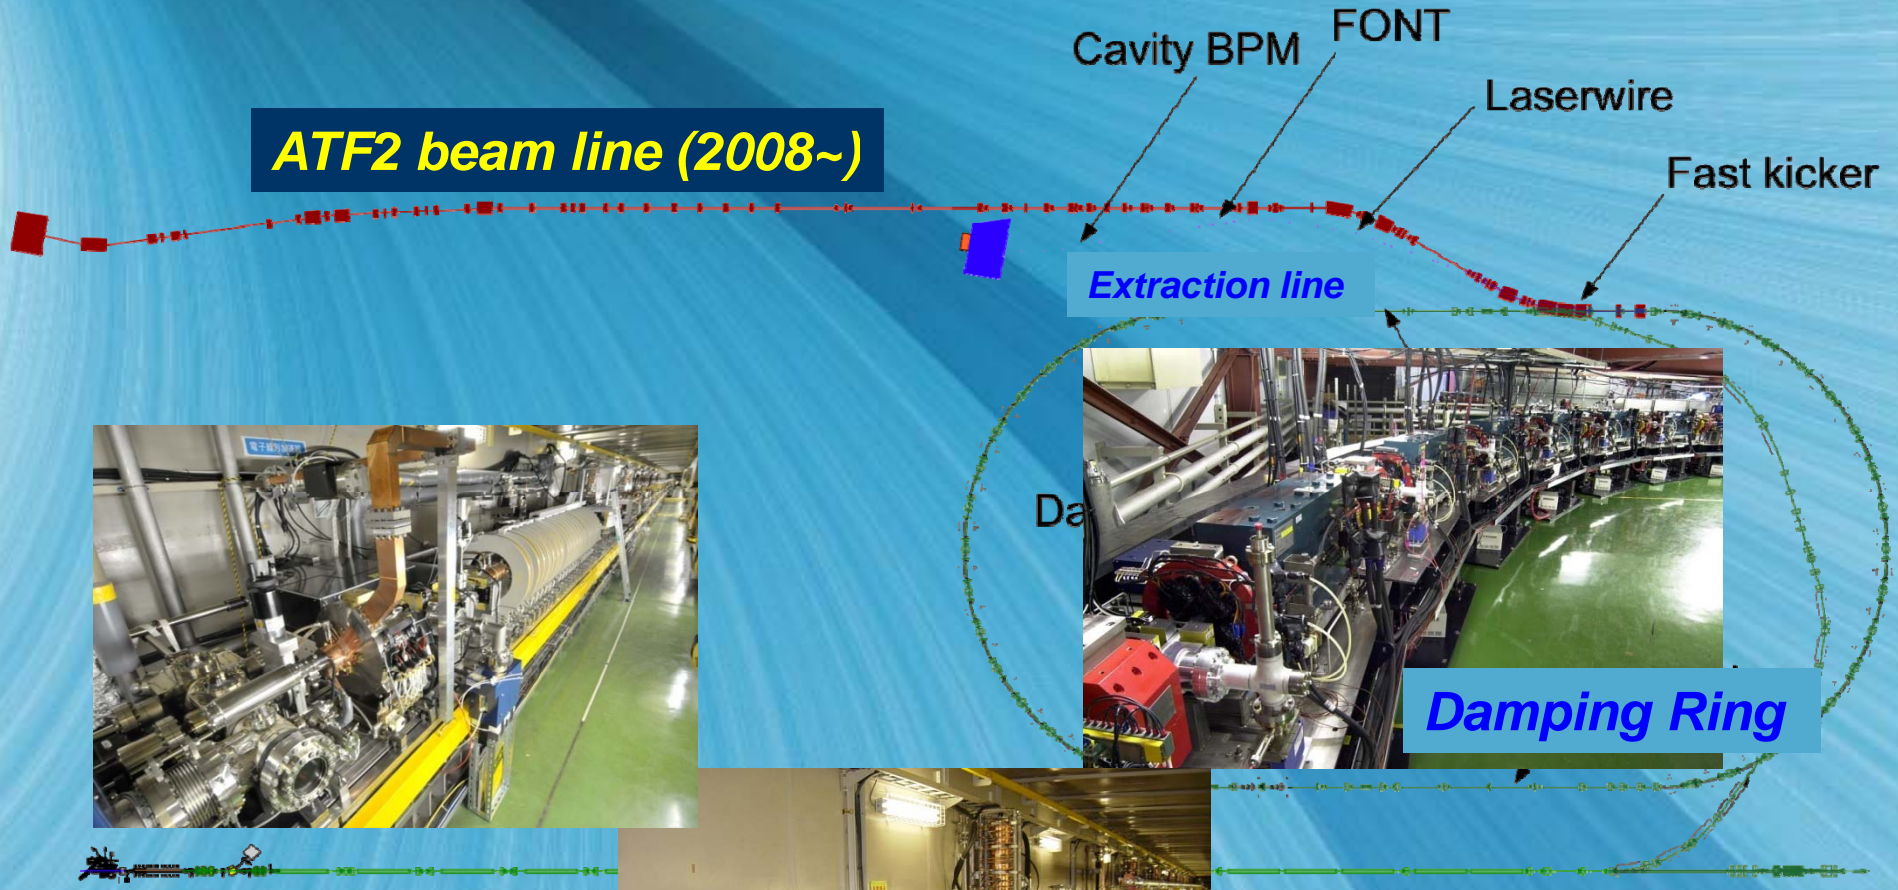 FONT
Cavity BPM
Laserwire
ATF2 beam line (2008~)
Fast kicker
Extraction line
Da
Damping Ring